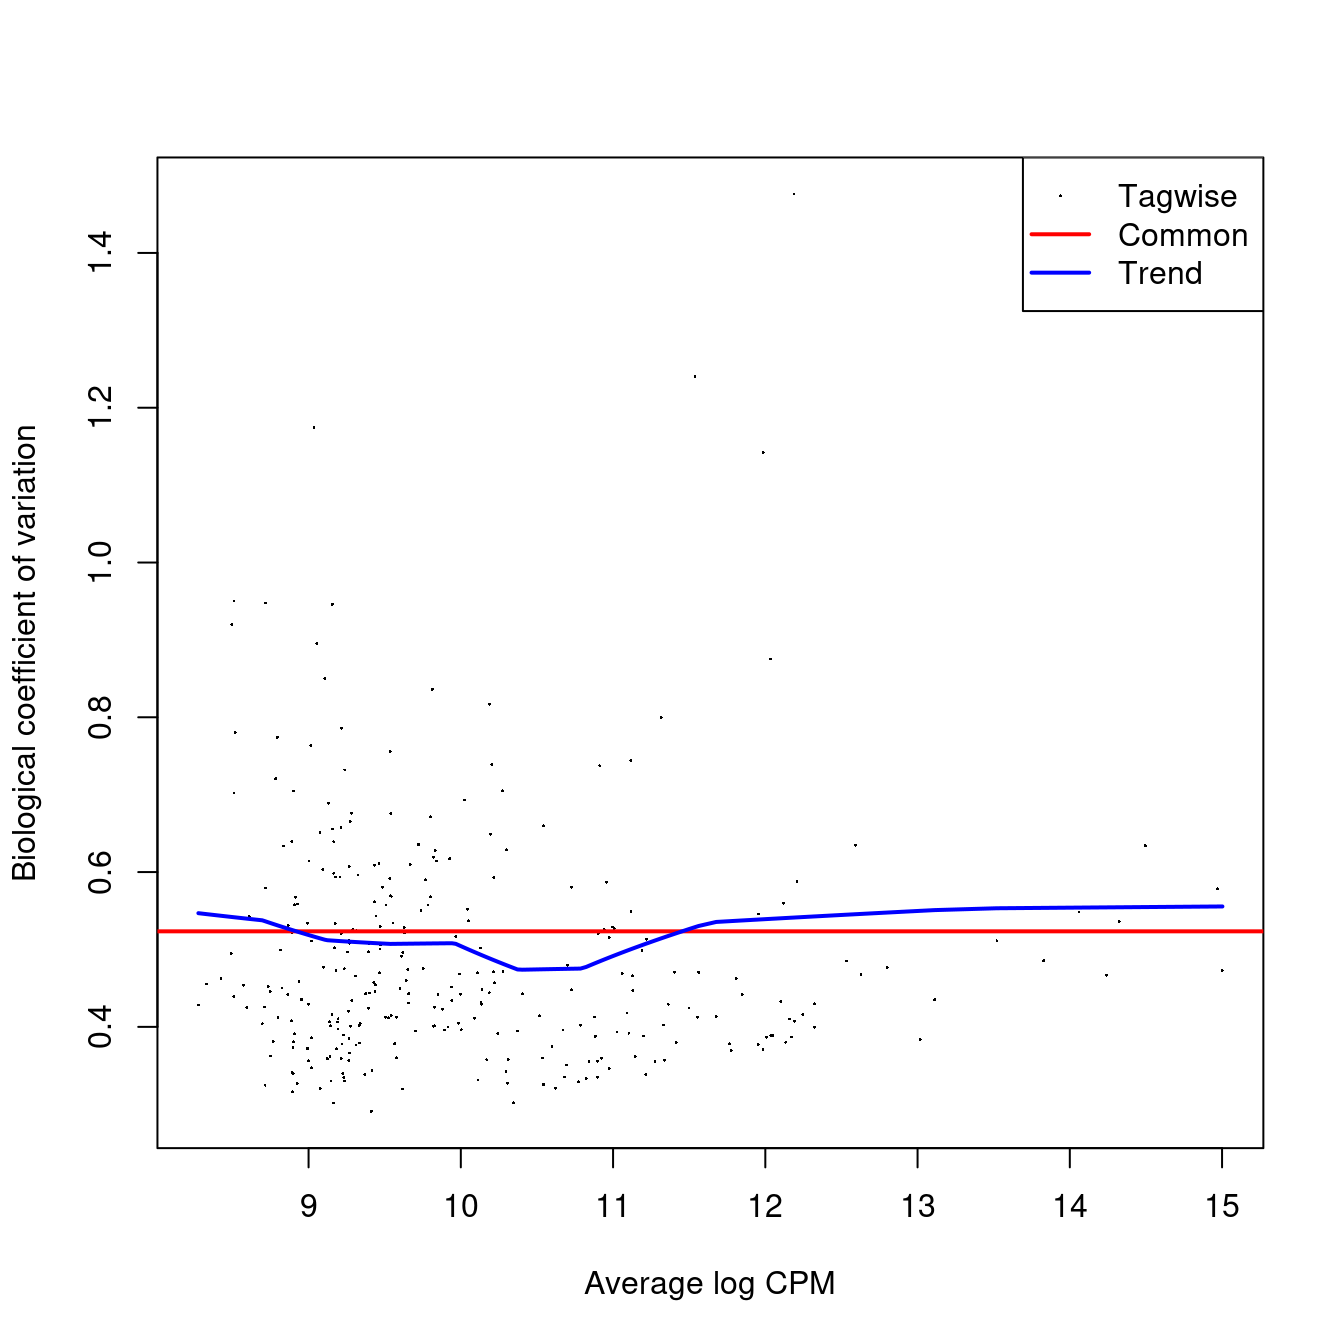 Tagwise
Common
Trend
Biological coefficient of variation
1.4
1.2
1.0
0.8
0.6
0.4
9 10 11 12 13 14 15
Average log CPM